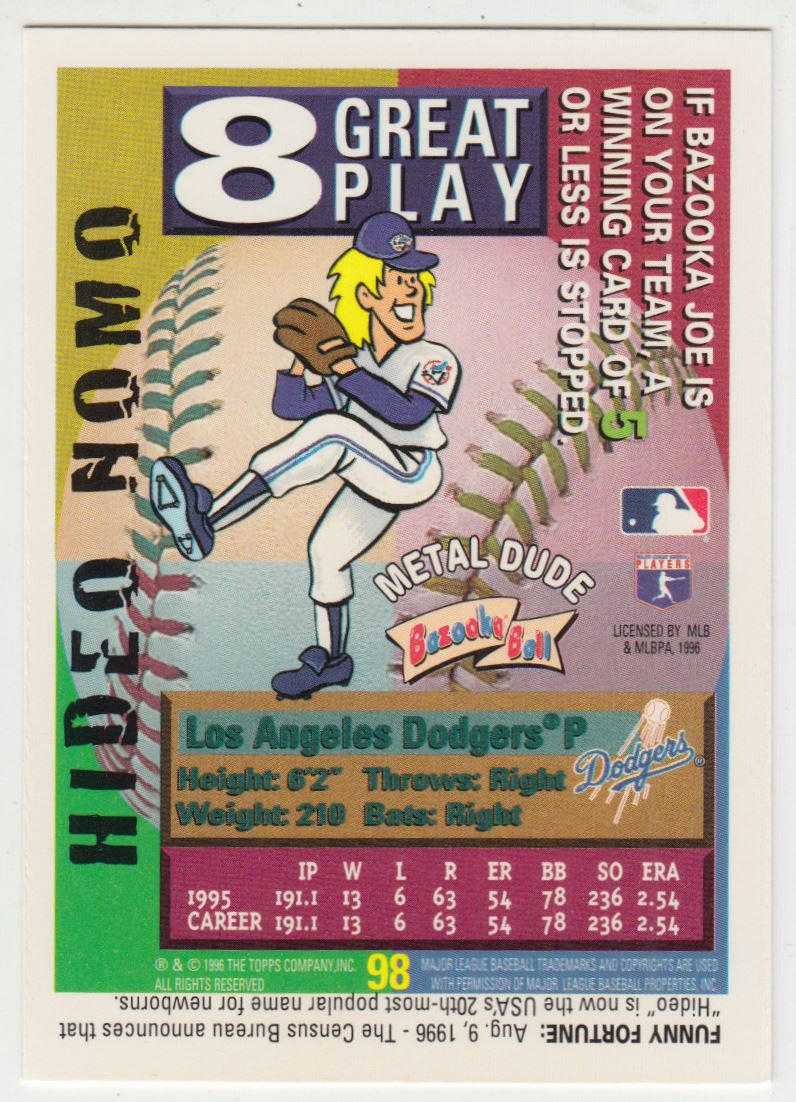 8 GREAT
PLAY
IF BAZOOKA JOE IS
ON YOUR TEAM, A
WINNING CARD OF 5
OR LESS IS STOPPED.
HIDEO NOMO
METAL DUDE
Bazooka Ball
MAJOR LEAGUE BASEBALL
PLAYERS
LICENSED BY MLB
& MLBPA, 1996
Los Angeles Dodgers® P
Height: 6'2" Throws: Right
Weight: 210 Bats: Right
Dodgers®
IP W L R ER BB SO ERA
1995 191.1 13 6 63 54 78 236 2.54
CAREER 191.1 13 6 63 54 78 236 2.54
® & © 1996 THE TOPPS COMPANY, INC.
ALL RIGHTS RESERVED
98
MAJOR LEAGUE BASEBALL TRADEMARKS AND COPYRIGHTS ARE USED
WITH PERMISSION OF MAJOR LEAGUE BASEBALL PROPERTIES, INC.
FUNNY FORTUNE: Aug. 9, 1996 - The Census Bureau announces that
"Hideo" is now the USA's 20th-most popular name for newborns.